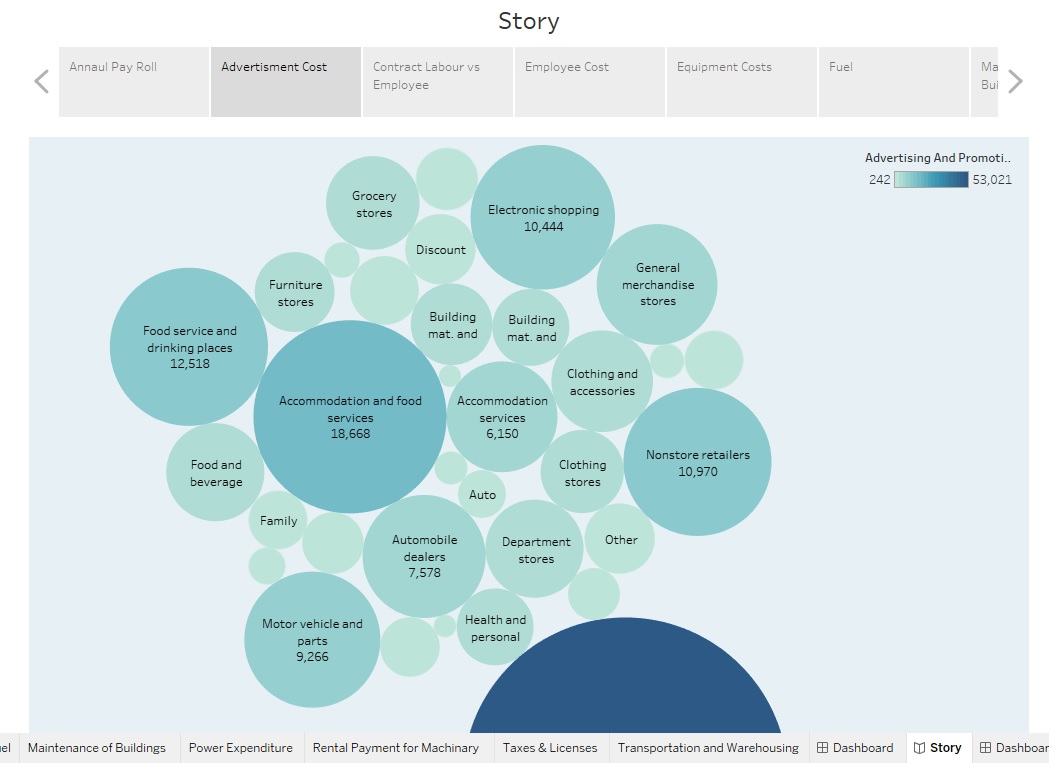 Story
Annaul Pay Roll
Advertisment Cost
Contract Labour vs
Employee
Employee Cost
Equipment Costs
Fuel
Ma
Bui
Advertising And Promoti..
242
53,021
Grocery
stores
Electronic shopping
10,444
Discount
General
merchandise
stores
Furniture
stores
Building
mat. and
Building
mat. and
Food service and
drinking places
12,518
Clothing and
accessories
Accommodation and food
services
18,668
Accommodation
services
6,150
Nonstore retailers
10,970
Food and
beverage
Clothing
stores
Auto
Family
Automobile
dealers
7,578
Department
stores
Other
Motor vehicle and
parts
9,266
Health and
personal
el
Maintenance of Buildings
Power Expenditure
Rental Payment for Machinary
Taxes & Licenses
Transportation and Warehousing
Dashboard
Story
Dashboar